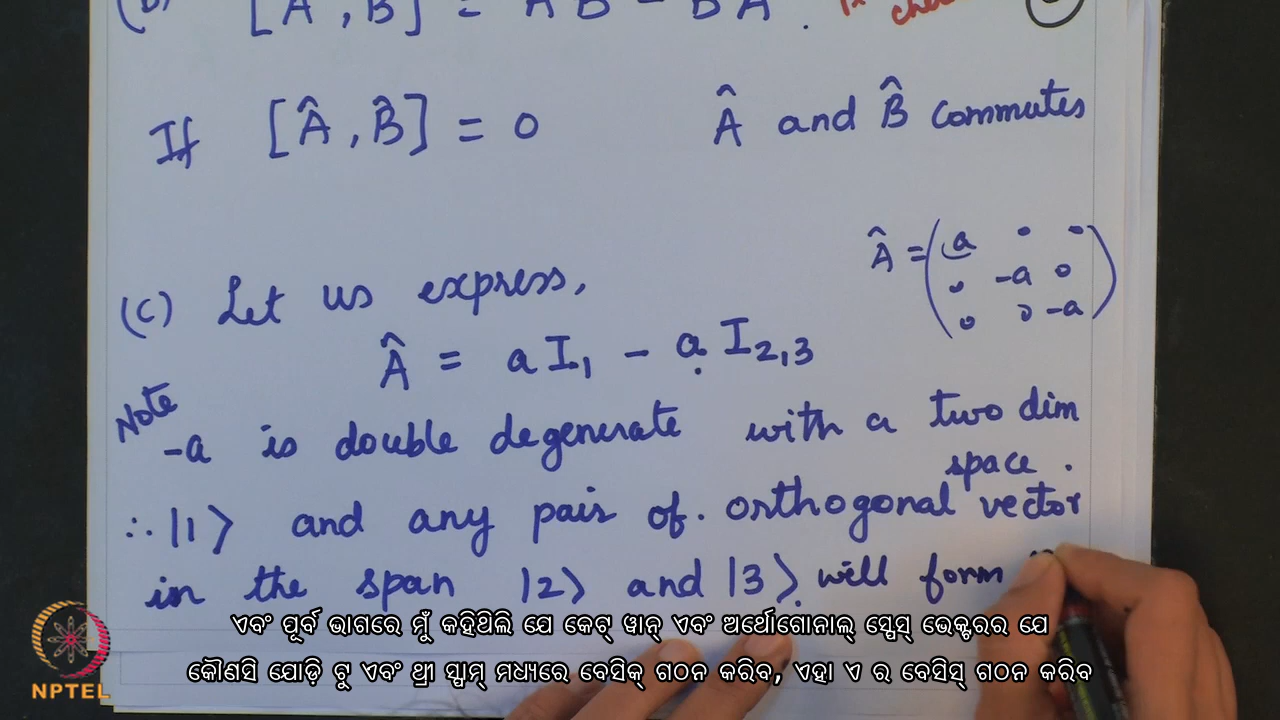 (b) [Â , B̂] = ÂB̂ - B̂Â .
If [Â , B̂] = 0 Â and B̂ commutes
(C) Let us express,
Â = ( a 0 0
0 -a 0
0 0 -a )
Â = a I₁ - a I₂,₃
Note
-a is double degenerate with a two dim
space .
∴ |1⟩ and any pair of orthogonal vector
in the span |2⟩ and |3⟩ will form
ଏବଂ ପୂର୍ବ ଭାଗରେ ମୁଁ କହିଥିଲି ଯେ କେଟ୍ ୱାନ୍ ଏବଂ ଅର୍ଥୋଗୋନାଲ୍ ସ୍ପେସ୍ ଭେକ୍ଟରର ଯେ
କୌଣସି ଯୋଡ଼ି ଟୁ ଏବଂ ଥ୍ରୀ ସ୍ପାମ୍ ମଧ୍ୟରେ ବେସିକ୍ ଗଠନ କରିବ, ଏହା ଏ ର ବେସିସ୍ ଗଠନ କରିବ
NPTEL